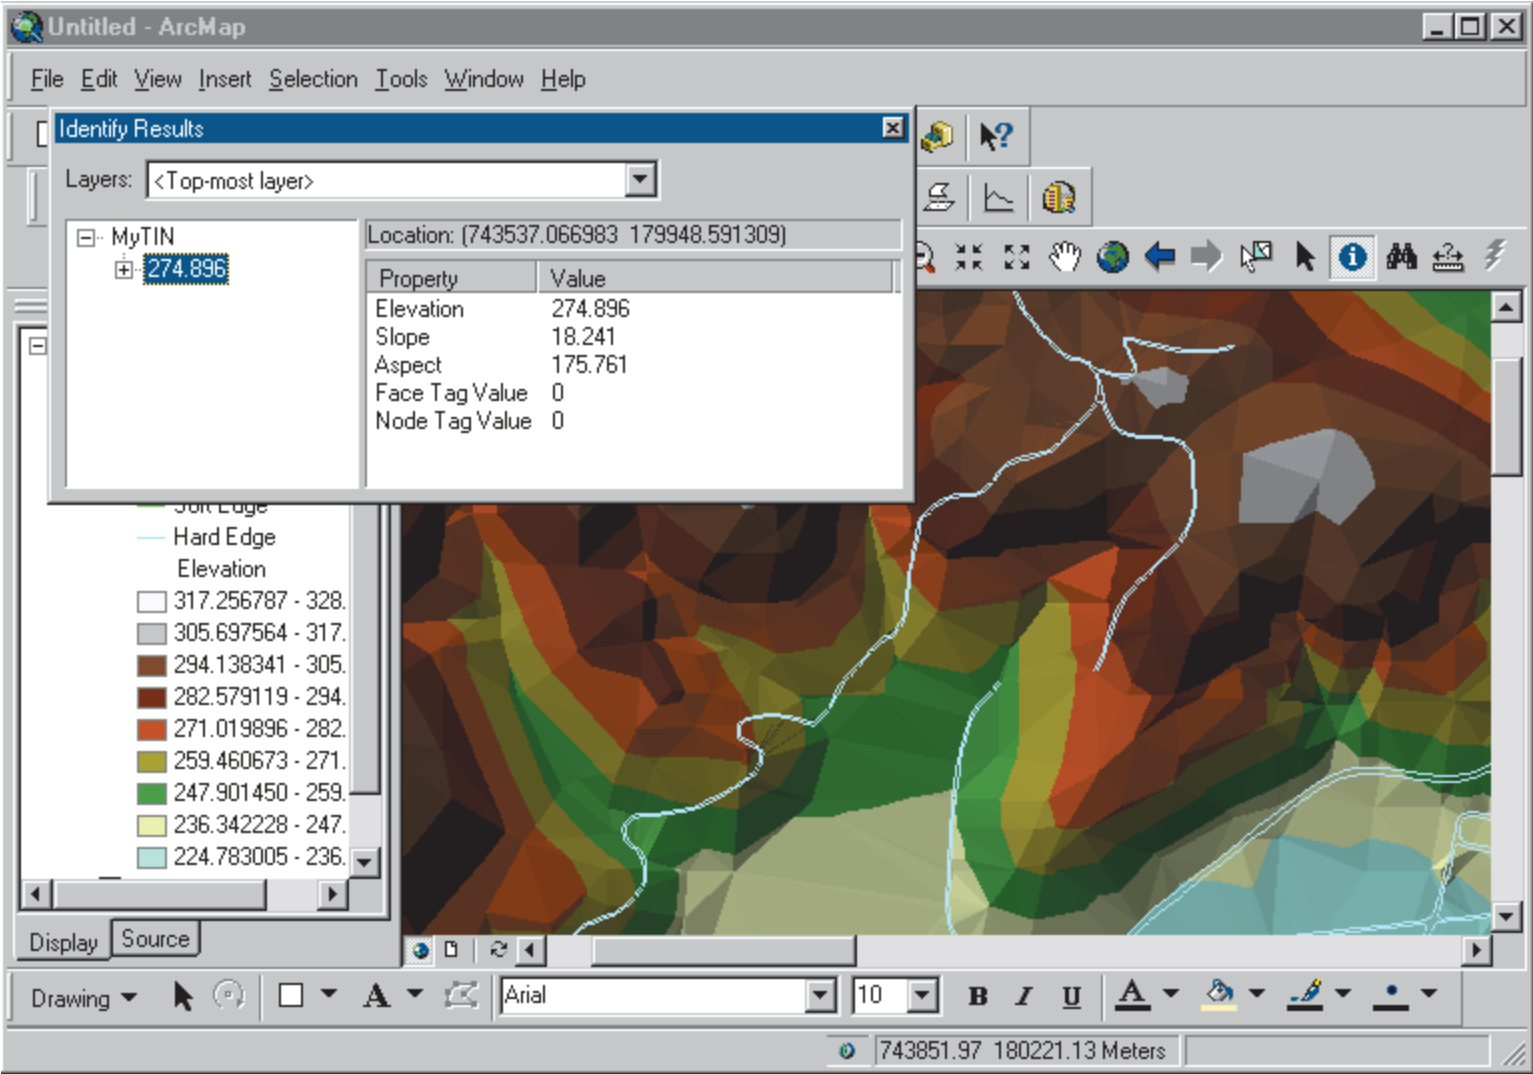 Untitled - ArcMap
File Edit View Insert Selection Tools Window Help
Identify Results
Layers: <Top-most layer>
MyTIN
274.896
Location: (743537.066983 179948.591309)
Property Value
Elevation 274.896
Slope 18.241
Aspect 175.761
Face Tag Value 0
Node Tag Value 0
Soft Edge
Hard Edge
Elevation
317.256787 - 328.
305.697564 - 317.
294.138341 - 305.
282.579119 - 294.
271.019896 - 282.
259.460673 - 271.
247.901450 - 259.
236.342228 - 247.
224.783005 - 236.
Display Source
Drawing A Arial 10 B I U A
743851.97 180221.13 Meters